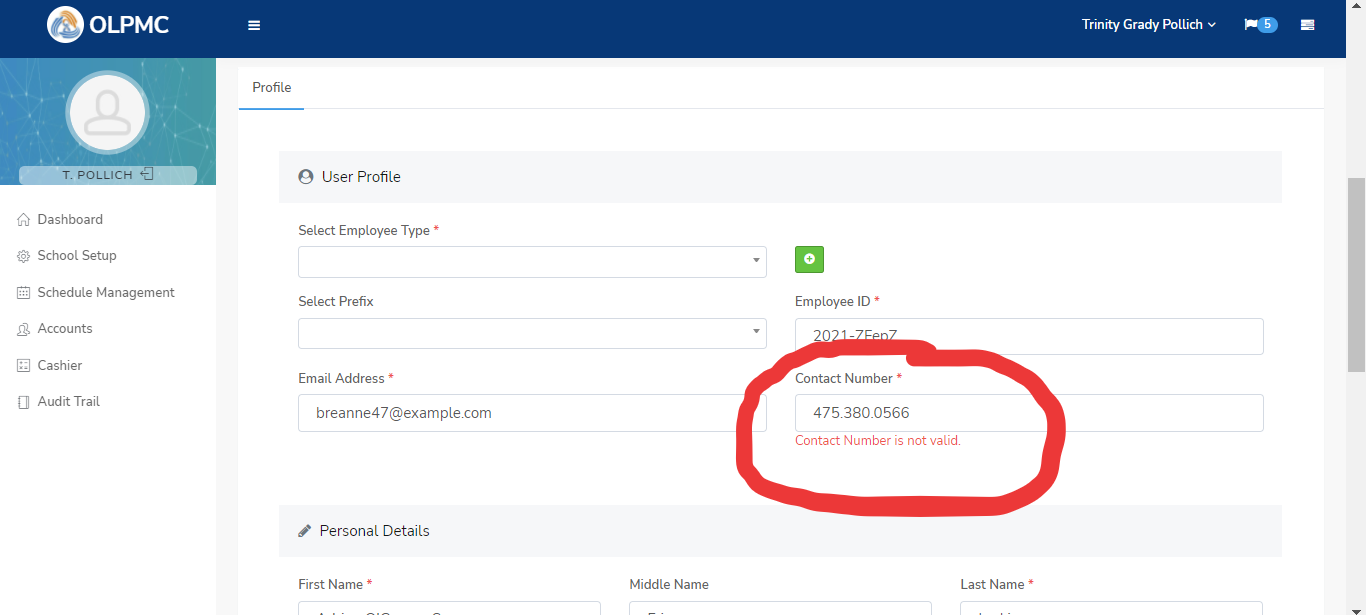 OLPMC
Trinity Grady Pollich
5
Profile
T. POLLICH
Dashboard
School Setup
Schedule Management
Accounts
Cashier
Audit Trail
User Profile
Select Employee Type *
Select Prefix
Employee ID *
2021-ZFepZ
Email Address *
Contact Number *
breanne47@example.com
475.380.0566
Contact Number is not valid.
Personal Details
First Name *
Middle Name
Last Name *